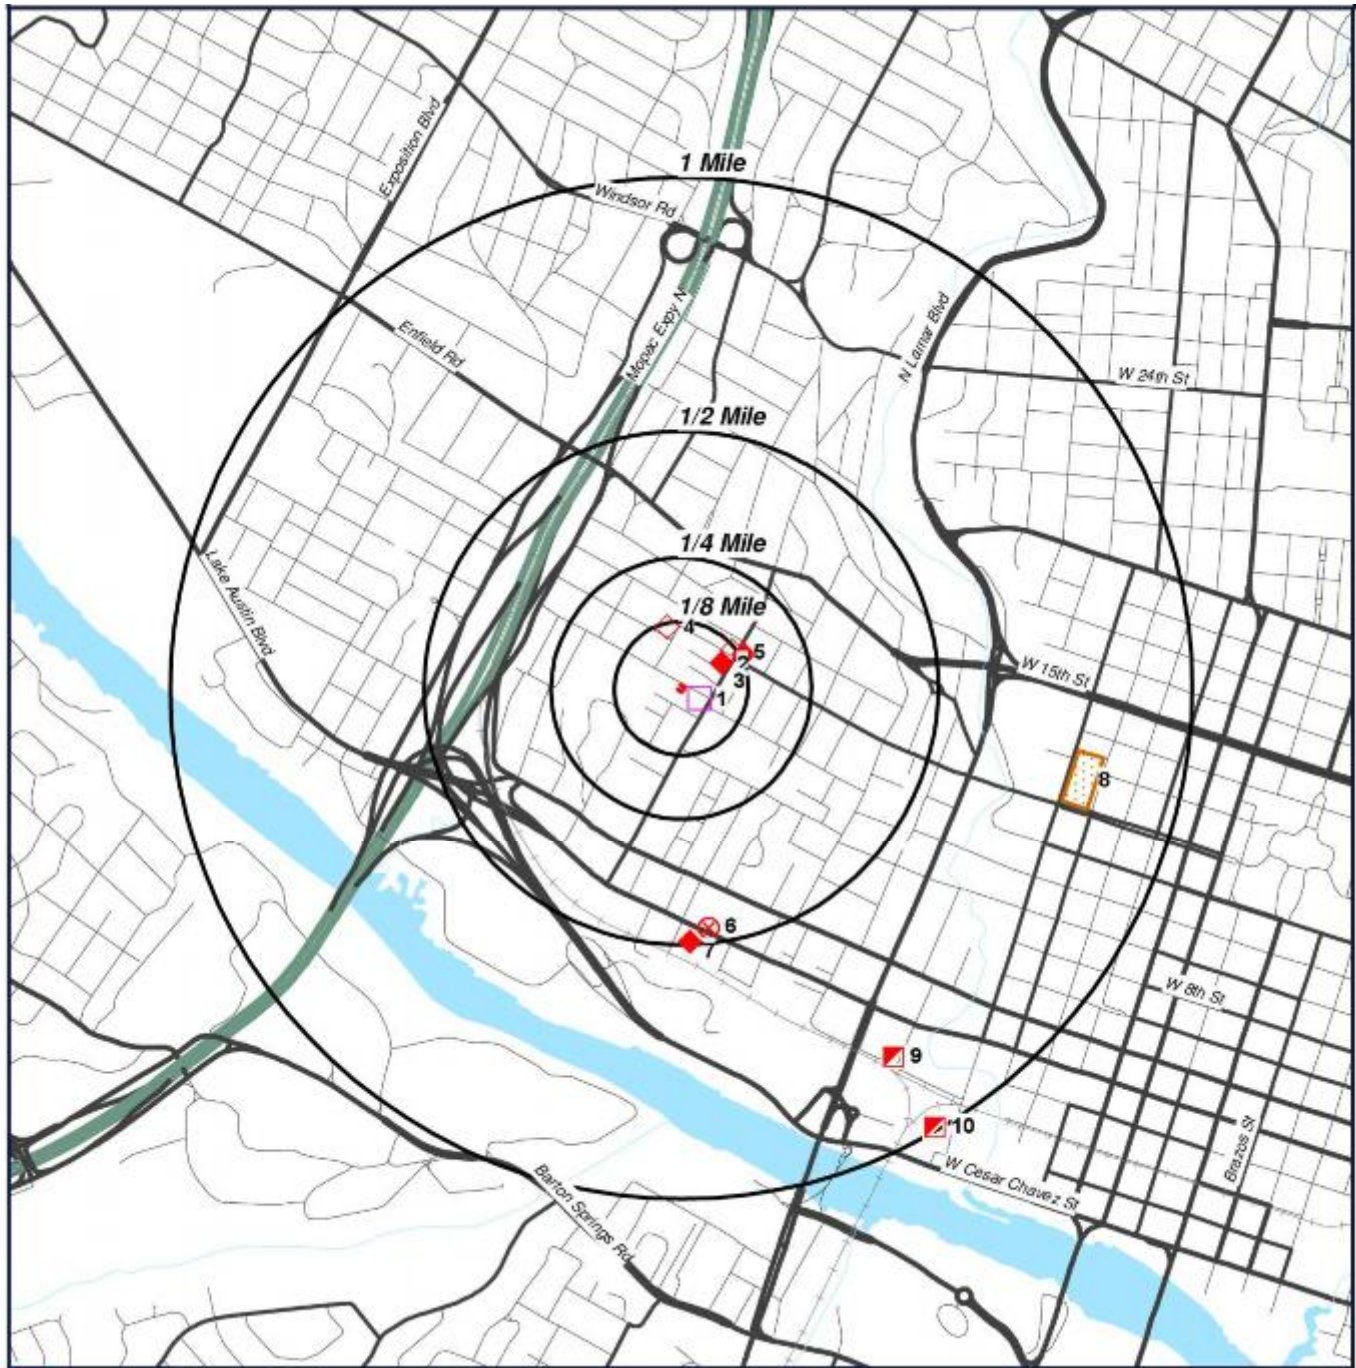 1 Mile
Exposition Blvd
Windsor Rd
Mopac Expy N
N Lamar Blvd
Enfield Rd
W 24th St
1/2 Mile
1/4 Mile
Lake Austin Blvd
1/8 Mile
4
5
2
3
1
W 15th St
8
6
7
W 8th St
9
10
Brazos St
W Cesar Chavez St
Barton Springs Rd